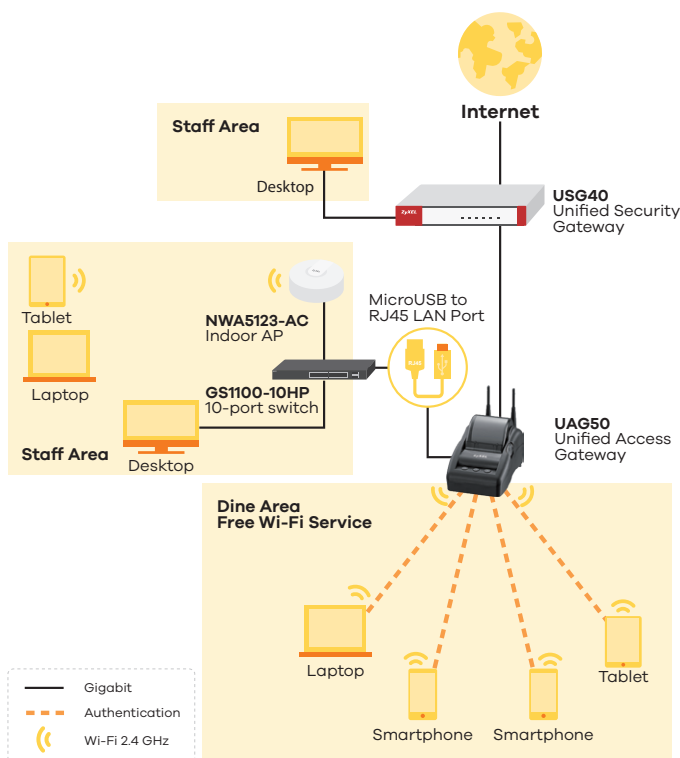 Internet
Staff Area
Desktop
ZyXEL
USG40
Unified Security
Gateway
Tablet
NWA5123-AC
Indoor AP
MicroUSB to
RJ45 LAN Port
RJ45
Laptop
GS1100-10HP
10-port switch
UAG50
Unified Access
Gateway
Staff Area
Desktop
ZyXEL
Dine Area
Free Wi-Fi Service
Laptop
Tablet
Smartphone
Smartphone
Gigabit
Authentication
Wi-Fi 2.4 GHz